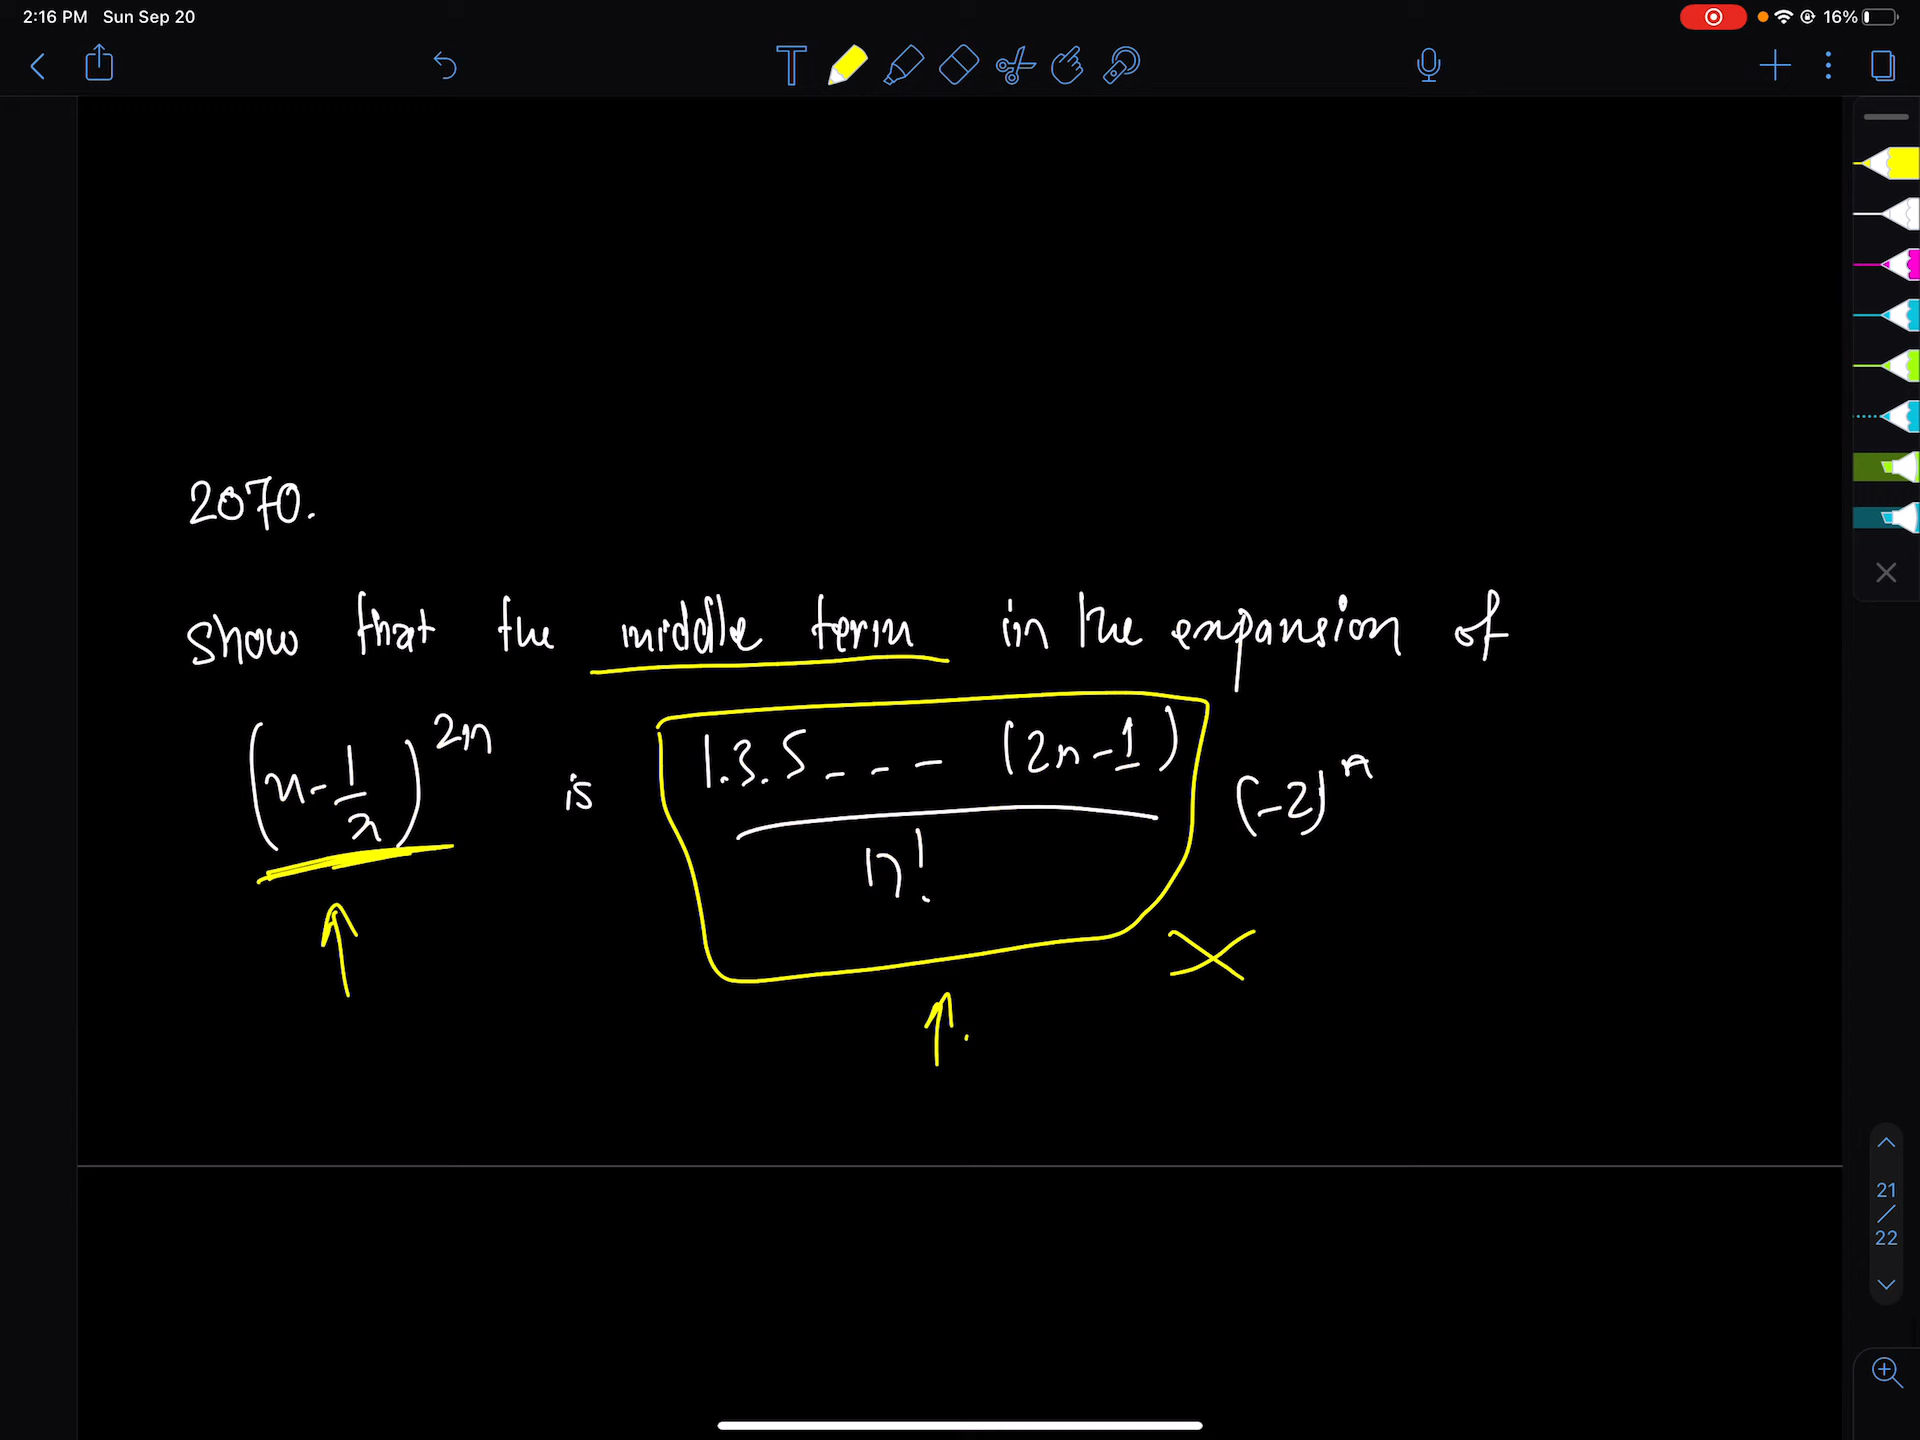 2:16 PM Sun Sep 20
16%
T
2070.
show that the middle term in the expansion of
(x - 1/x)^2n is 1.3.5 - - - (2n-1) / n! (-2)^n
21
/
22